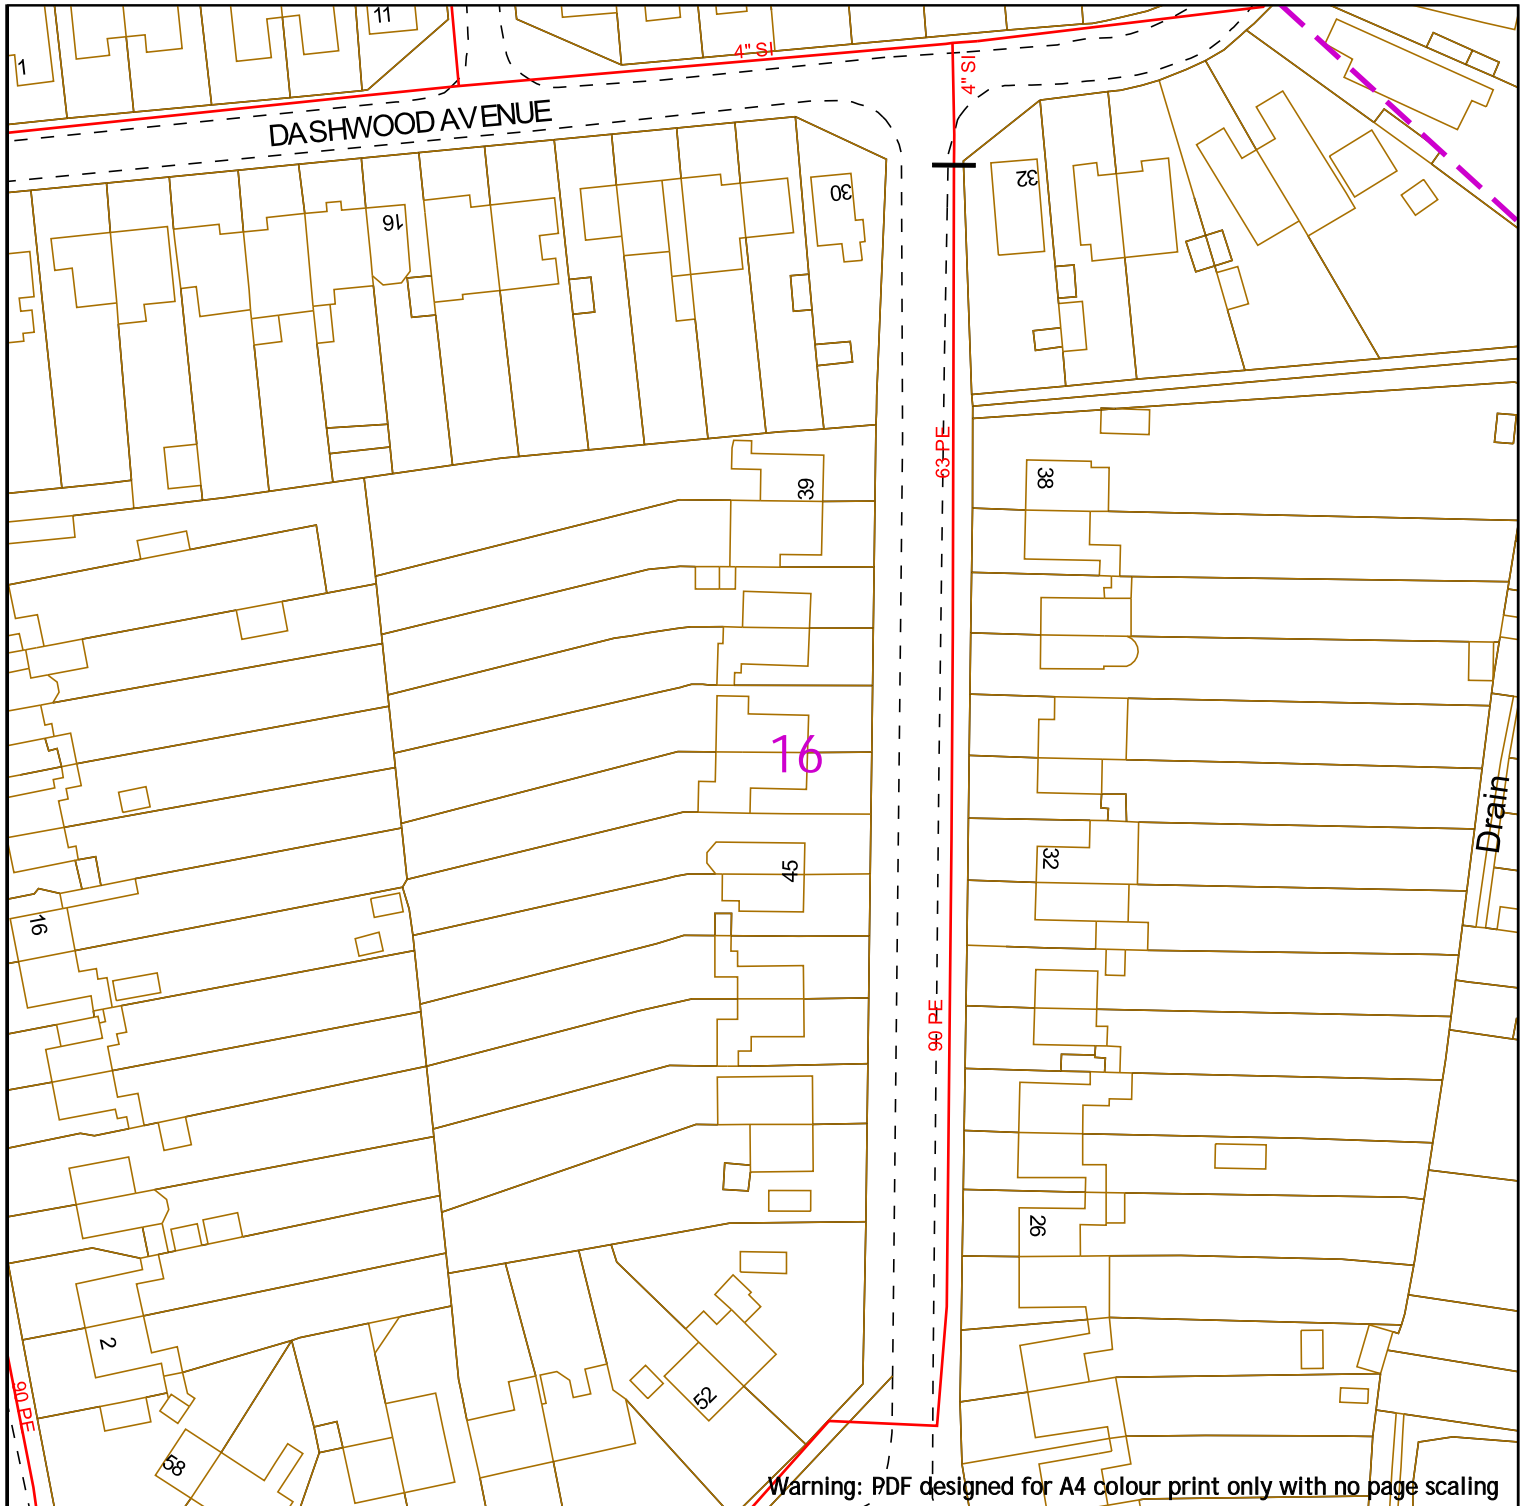 11
1
4" SI
4" SI
DASHWOOD AVENUE
30
32
16
63 PE
39
38
16
45
32
Drain
16
90 PE
26
2
52
90 PE
58
Warning: PDF designed for A4 colour print only with no page scaling